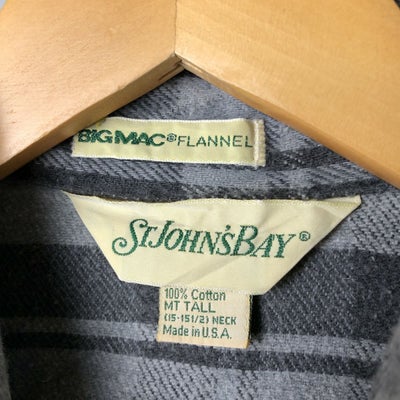 BIG MAC® FLANNEL
ST. JOHN'S BAY®
100% Cotton
MT TALL
(15-15 1/2) NECK
Made in U.S.A.